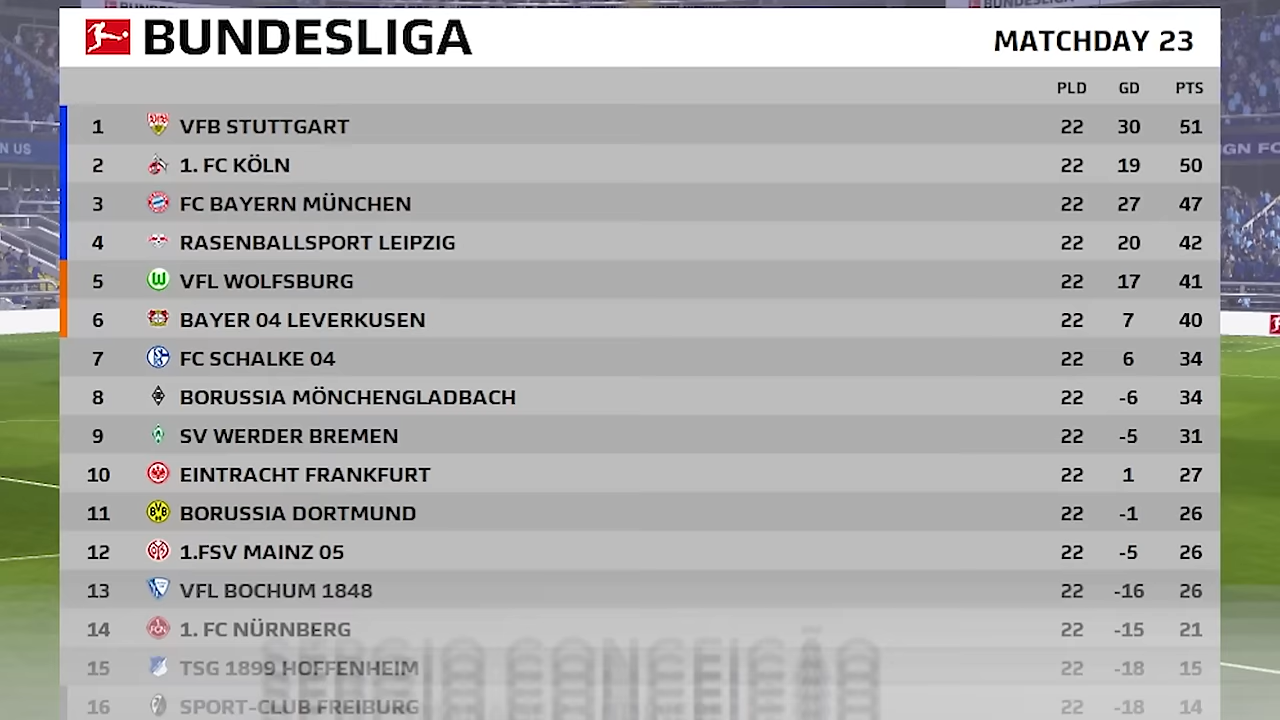 BUNDESLIGA MATCHDAY 23
PLD GD PTS
1 VFB STUTTGART 22 30 51
2 1. FC KÖLN 22 19 50
3 FC BAYERN MÜNCHEN 22 27 47
4 RASENBALLSPORT LEIPZIG 22 20 42
5 VFL WOLFSBURG 22 17 41
6 BAYER 04 LEVERKUSEN 22 7 40
7 FC SCHALKE 04 22 6 34
8 BORUSSIA MÖNCHENGLADBACH 22 -6 34
9 SV WERDER BREMEN 22 -5 31
10 EINTRACHT FRANKFURT 22 1 27
11 BORUSSIA DORTMUND 22 -1 26
12 1.FSV MAINZ 05 22 -5 26
13 VFL BOCHUM 1848 22 -16 26
14 1. FC NÜRNBERG 22 -15 21
15 TSG 1899 HOFFENHEIM 22 -18 15
SERGIO CONCEIÇÃO
16 SPORT-CLUB FREIBURG 22 -18 14